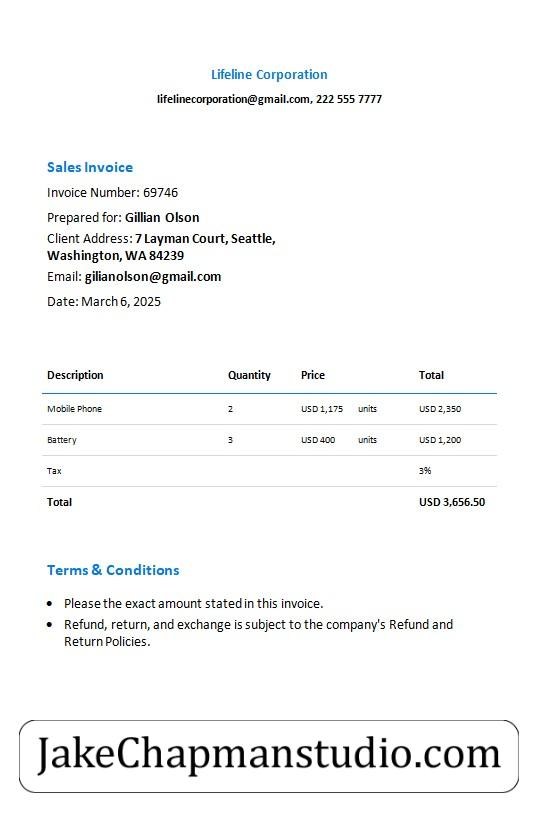 Lifeline Corporation
lifelinecorporation@gmail.com, 222 555 7777
Sales Invoice
Invoice Number: 69746
Prepared for: Gillian Olson
Client Address: 7 Layman Court, Seattle,
Washington, WA 84239
Email: gilianolson@gmail.com
Date: March 6, 2025
Description Quantity Price Total
Mobile Phone 2 USD 1,175 units USD 2,350
Battery 3 USD 400 units USD 1,200
Tax 3%
Total USD 3,656.50
Terms & Conditions
• Please the exact amount stated in this invoice.
• Refund, return, and exchange is subject to the company's Refund and
Return Policies.
JakeChapmanstudio.com